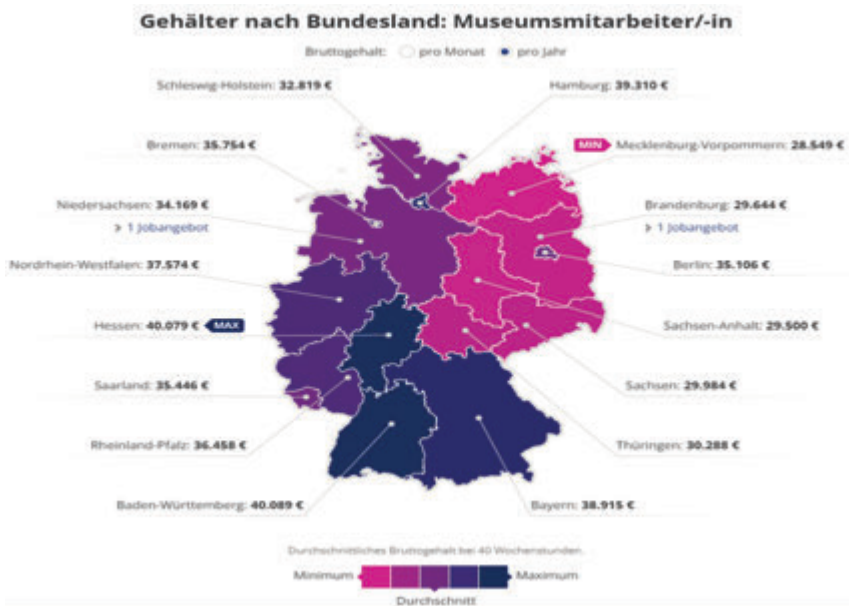 Gehälter nach Bundesland: Museumsmitarbeiter/-in
Bruttogehalt: pro Monat pro Jahr
Schleswig-Holstein: 32.819 €
Hamburg: 39.310 €
Bremen: 35.754 €
MIN Mecklenburg-Vorpommern: 28.549 €
Niedersachsen: 34.169 €
> 1 Jobangebot
Brandenburg: 29.644 €
> 1 Jobangebot
Nordrhein-Westfalen: 37.574 €
Berlin: 35.106 €
Hessen: 40.079 € MAX
Sachsen-Anhalt: 29.500 €
Saarland: 35.446 €
Sachsen: 29.984 €
Rheinland-Pfalz: 36.458 €
Thüringen: 30.288 €
Baden-Württemberg: 40.089 €
Bayern: 38.915 €
Durchschnittliches Bruttogehalt bei 40 Wochenstunden.
Minimum Maximum
Durchschnitt